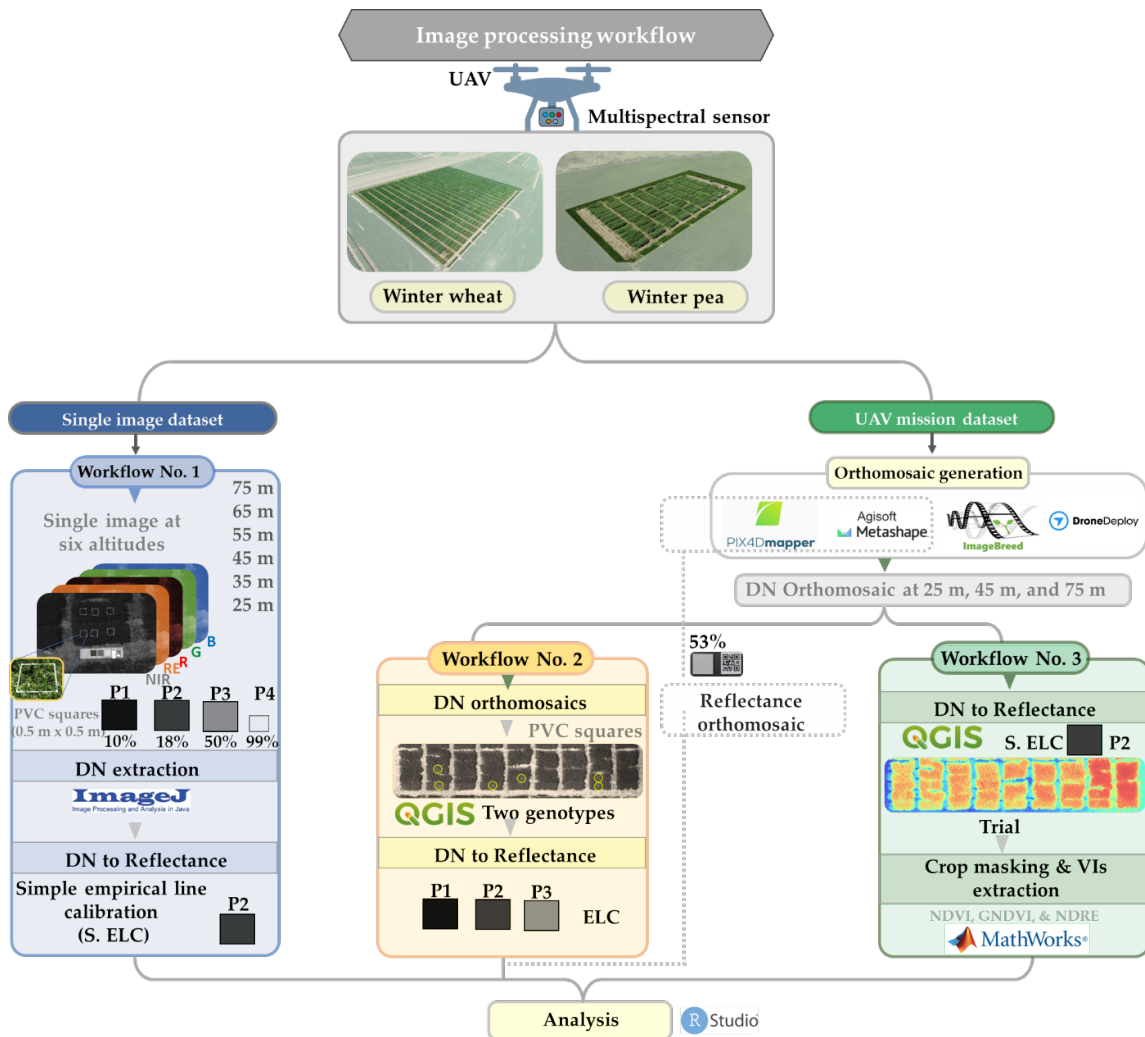 Image processing workflow
UAV
Multispectral sensor
Winter wheat
Winter pea
Single image dataset
Workflow No. 1
Single image at
six altitudes
75 m
65 m
55 m
45 m
35 m
25 m
B
G
R
RE
NIR
PVC squares
(0.5 m x 0.5 m)
P1
P2
P3
P4
10%
18%
50%
99%
DN extraction
ImageJ
Image Processing and Analysis in Java
DN to Reflectance
Simple empirical line
calibration
(S. ELC)
P2
UAV mission dataset
Orthomosaic generation
PIX4Dmapper
Agisoft
Metashape
ImageBreed
DroneDeploy
DN Orthomosaic at 25 m, 45 m, and 75 m
Workflow No. 2
DN orthomosaics
PVC squares
QGIS
Two genotypes
DN to Reflectance
P1
P2
P3
ELC
53%
Reflectance
orthomosaic
Workflow No. 3
DN to Reflectance
QGIS
S. ELC
P2
Trial
Crop masking & VIs
extraction
NDVI, GNDVI, & NDRE
MathWorks®
Analysis
R Studio